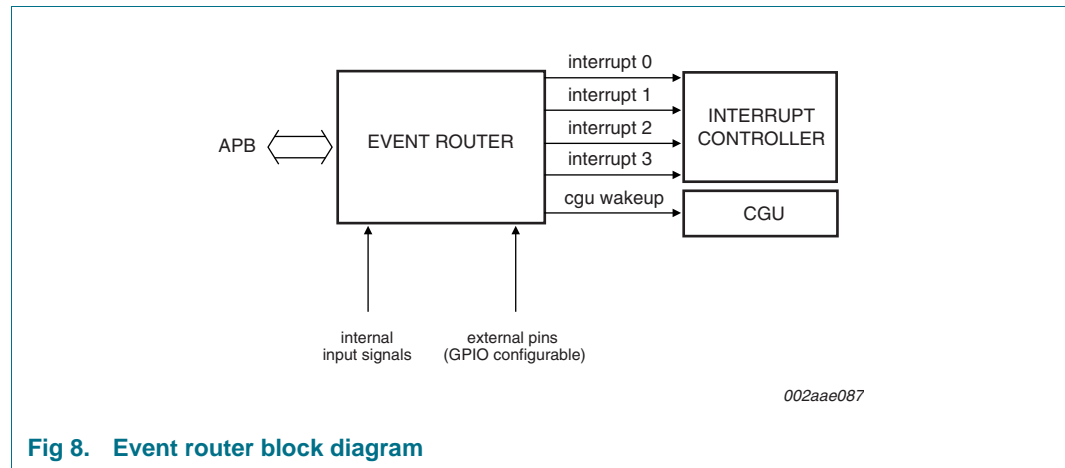 interrupt 0
interrupt 1
interrupt 2
interrupt 3
cgu wakeup
APB
EVENT ROUTER
INTERRUPT
CONTROLLER
CGU
internal
input signals
external pins
(GPIO configurable)
002aae087
Fig 8. Event router block diagram